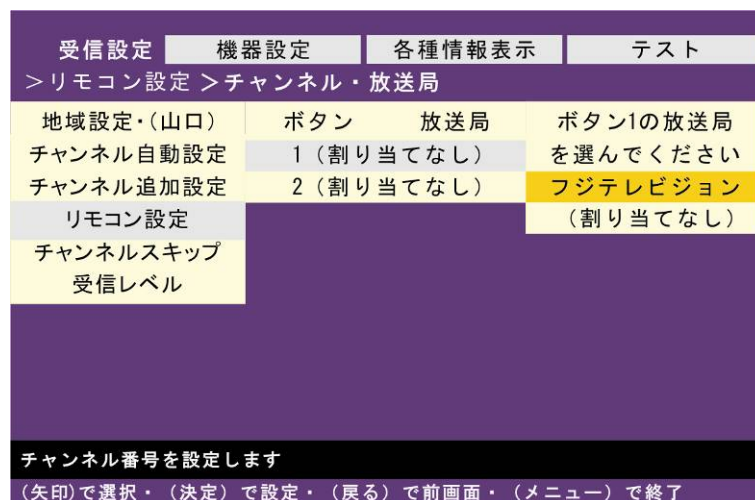 受信設定 機器設定 各種情報表示 テスト
＞リモコン設定 ＞チャンネル・放送局
地域設定・(山口) ボタン 放送局 ボタン1の放送局
チャンネル自動設定 1（割り当てなし） を選んでください
チャンネル追加設定 2（割り当てなし） フジテレビジョン
リモコン設定 （割り当てなし）
チャンネルスキップ
受信レベル
チャンネル番号を設定します
(矢印)で選択・（決定）で設定・（戻る）で前画面・（メニュー）で終了